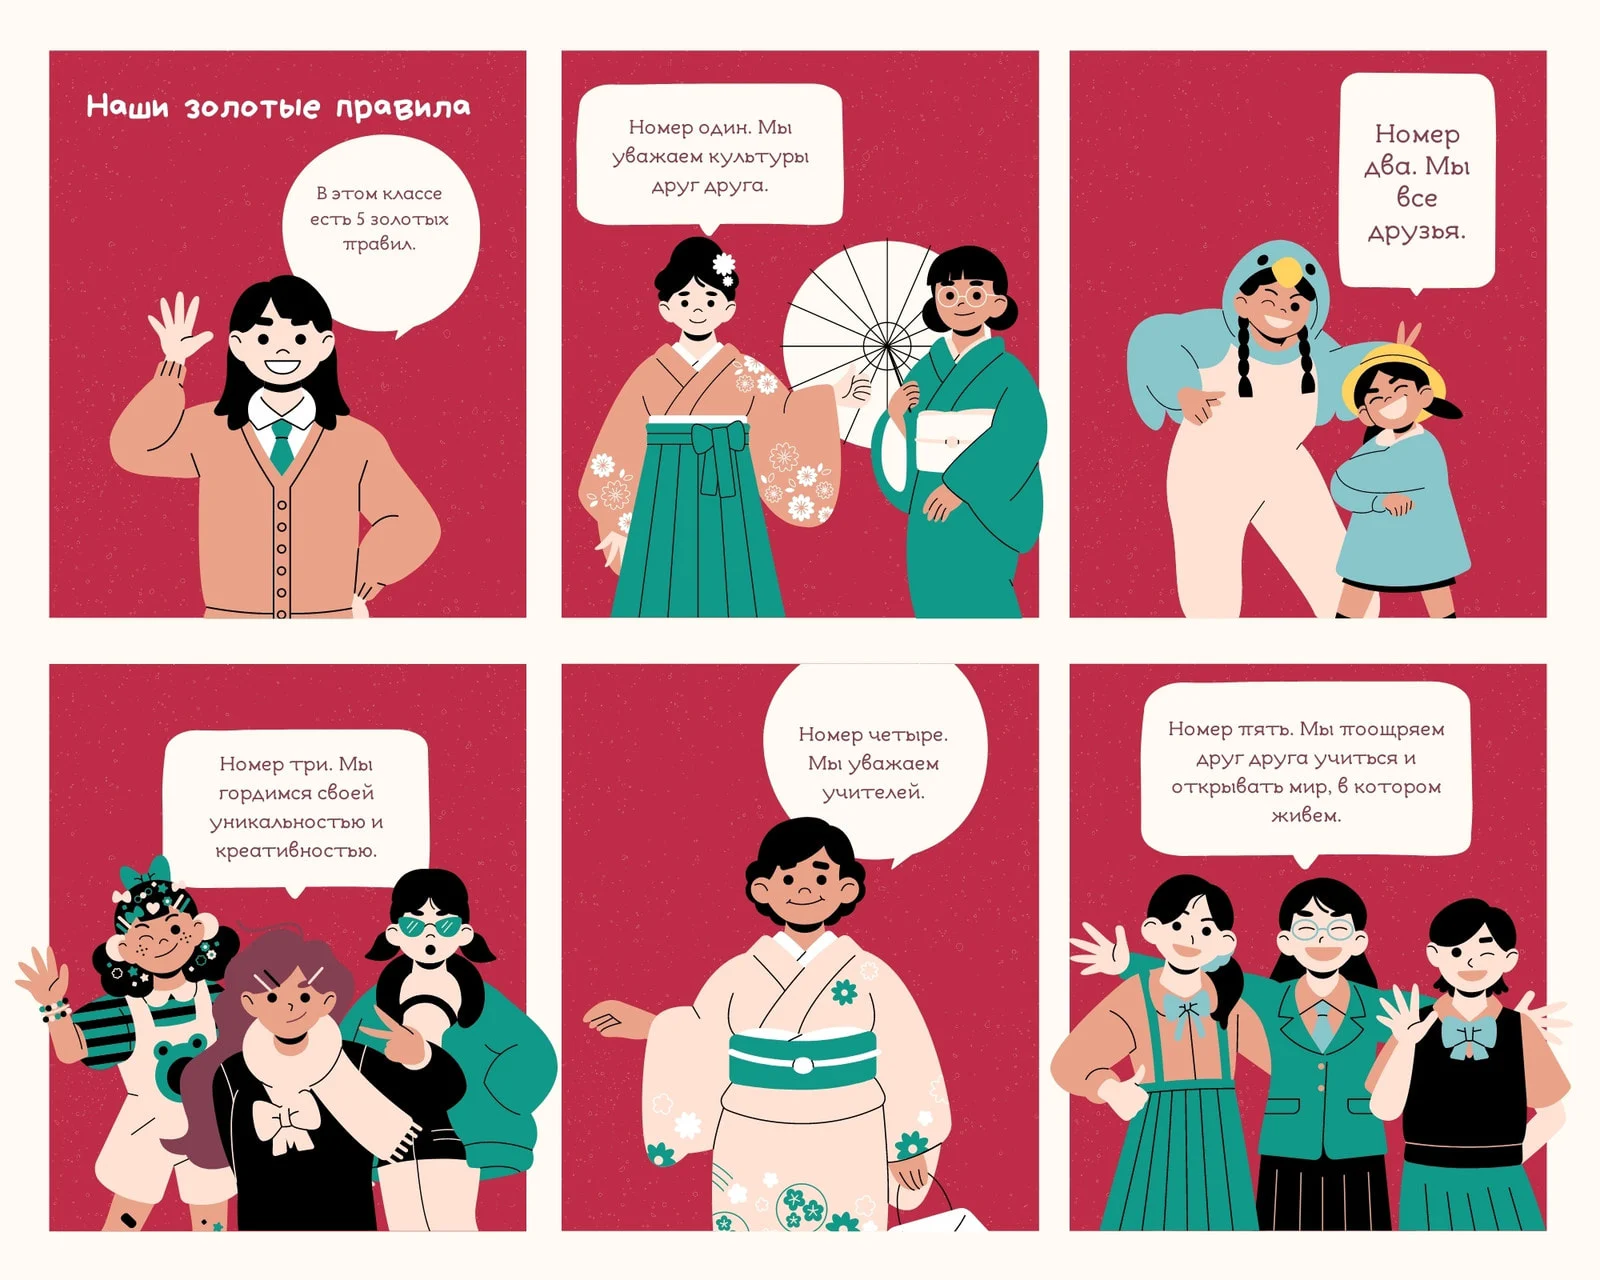 Наши золотые правила
В этом классе
есть 5 золотых
правил.
Номер один. Мы
уважаем культуры
друг друга.
Номер
два. Мы
все
друзья.
Номер три. Мы
гордимся своей
уникальностью и
креативностью.
Номер четыре.
Мы уважаем
учителей.
Номер пять. Мы поощряем
друг друга учиться и
открывать мир, в котором
живем.